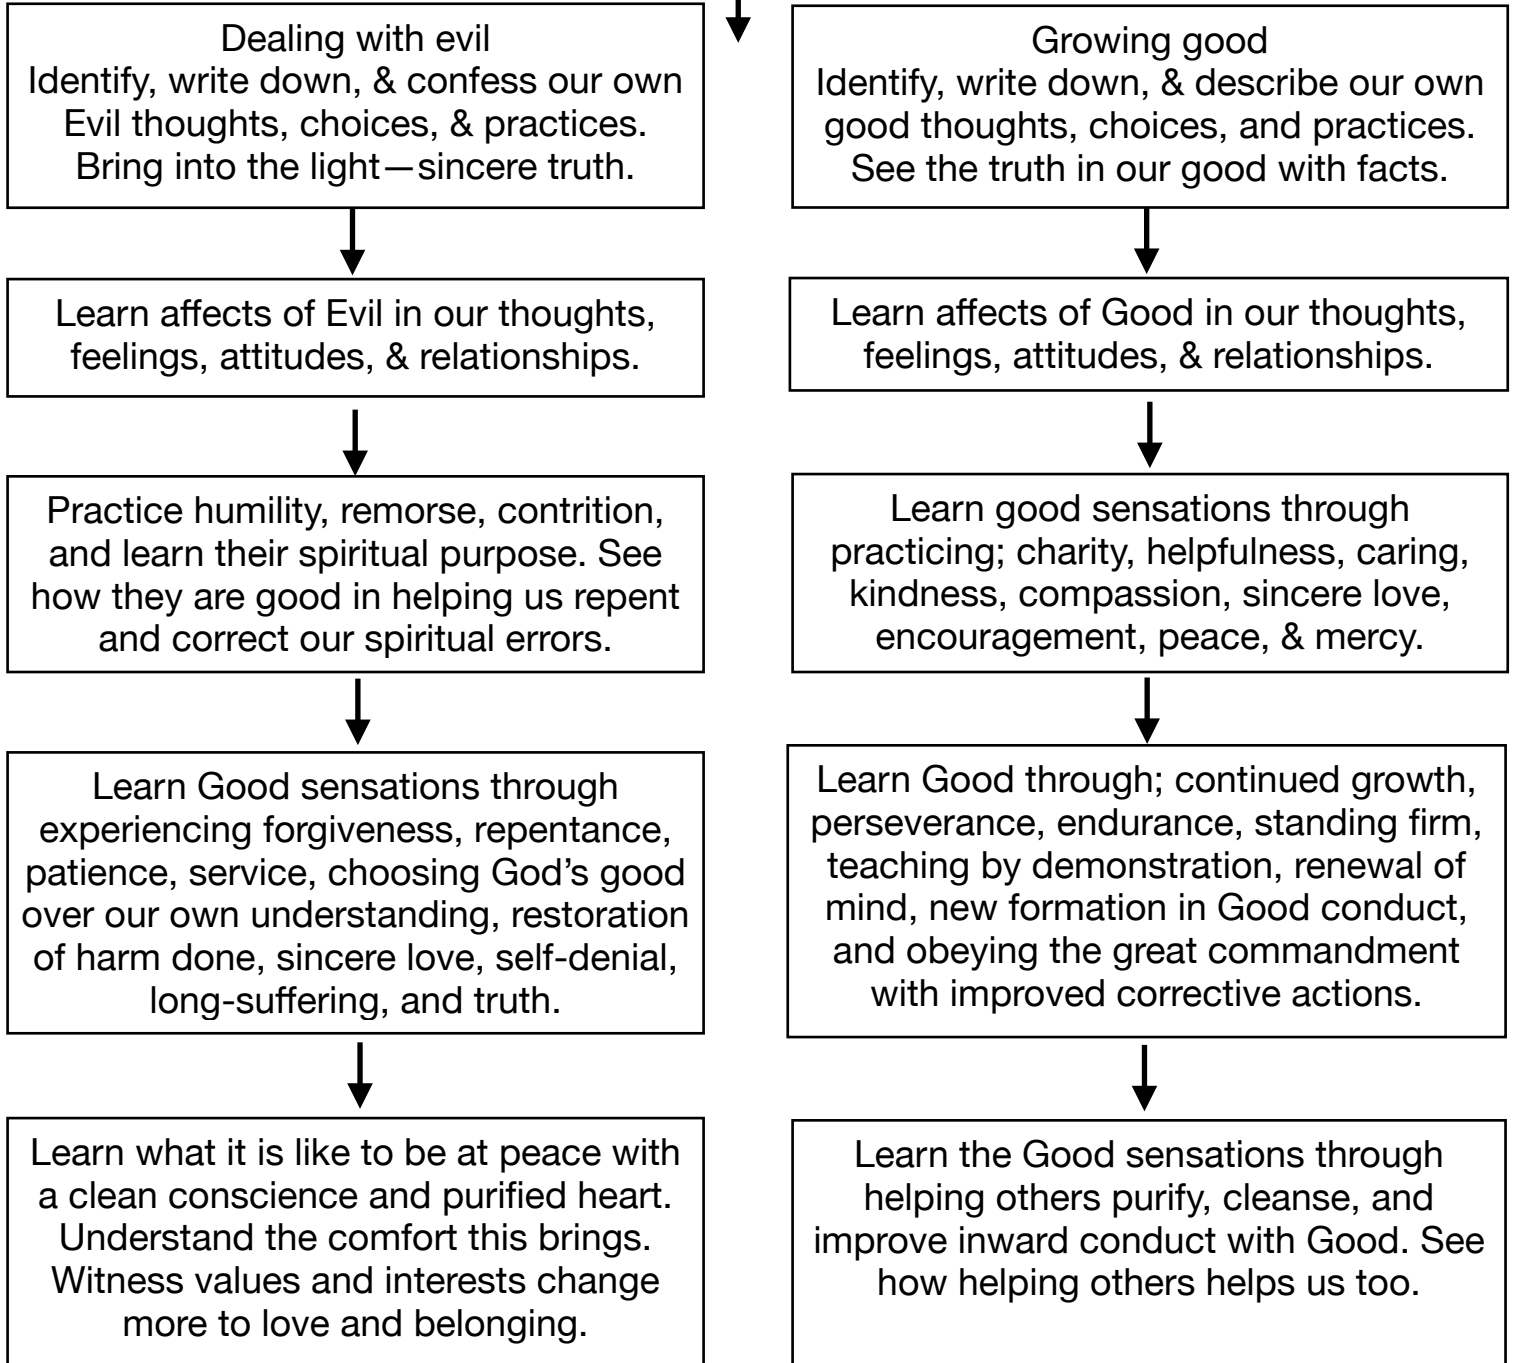 Dealing with evil
Identify, write down, & confess our own
Evil thoughts, choices, & practices.
Bring into the light—sincere truth.
Learn affects of Evil in our thoughts,
feelings, attitudes, & relationships.
Practice humility, remorse, contrition,
and learn their spiritual purpose. See
how they are good in helping us repent
and correct our spiritual errors.
Learn Good sensations through
experiencing forgiveness, repentance,
patience, service, choosing God’s good
over our own understanding, restoration
of harm done, sincere love, self-denial,
long-suffering, and truth.
Learn what it is like to be at peace with
a clean conscience and purified heart.
Understand the comfort this brings.
Witness values and interests change
more to love and belonging.
Growing good
Identify, write down, & describe our own
good thoughts, choices, and practices.
See the truth in our good with facts.
Learn affects of Good in our thoughts,
feelings, attitudes, & relationships.
Learn good sensations through
practicing; charity, helpfulness, caring,
kindness, compassion, sincere love,
encouragement, peace, & mercy.
Learn Good through; continued growth,
perseverance, endurance, standing firm,
teaching by demonstration, renewal of
mind, new formation in Good conduct,
and obeying the great commandment
with improved corrective actions.
Learn the Good sensations through
helping others purify, cleanse, and
improve inward conduct with Good. See
how helping others helps us too.